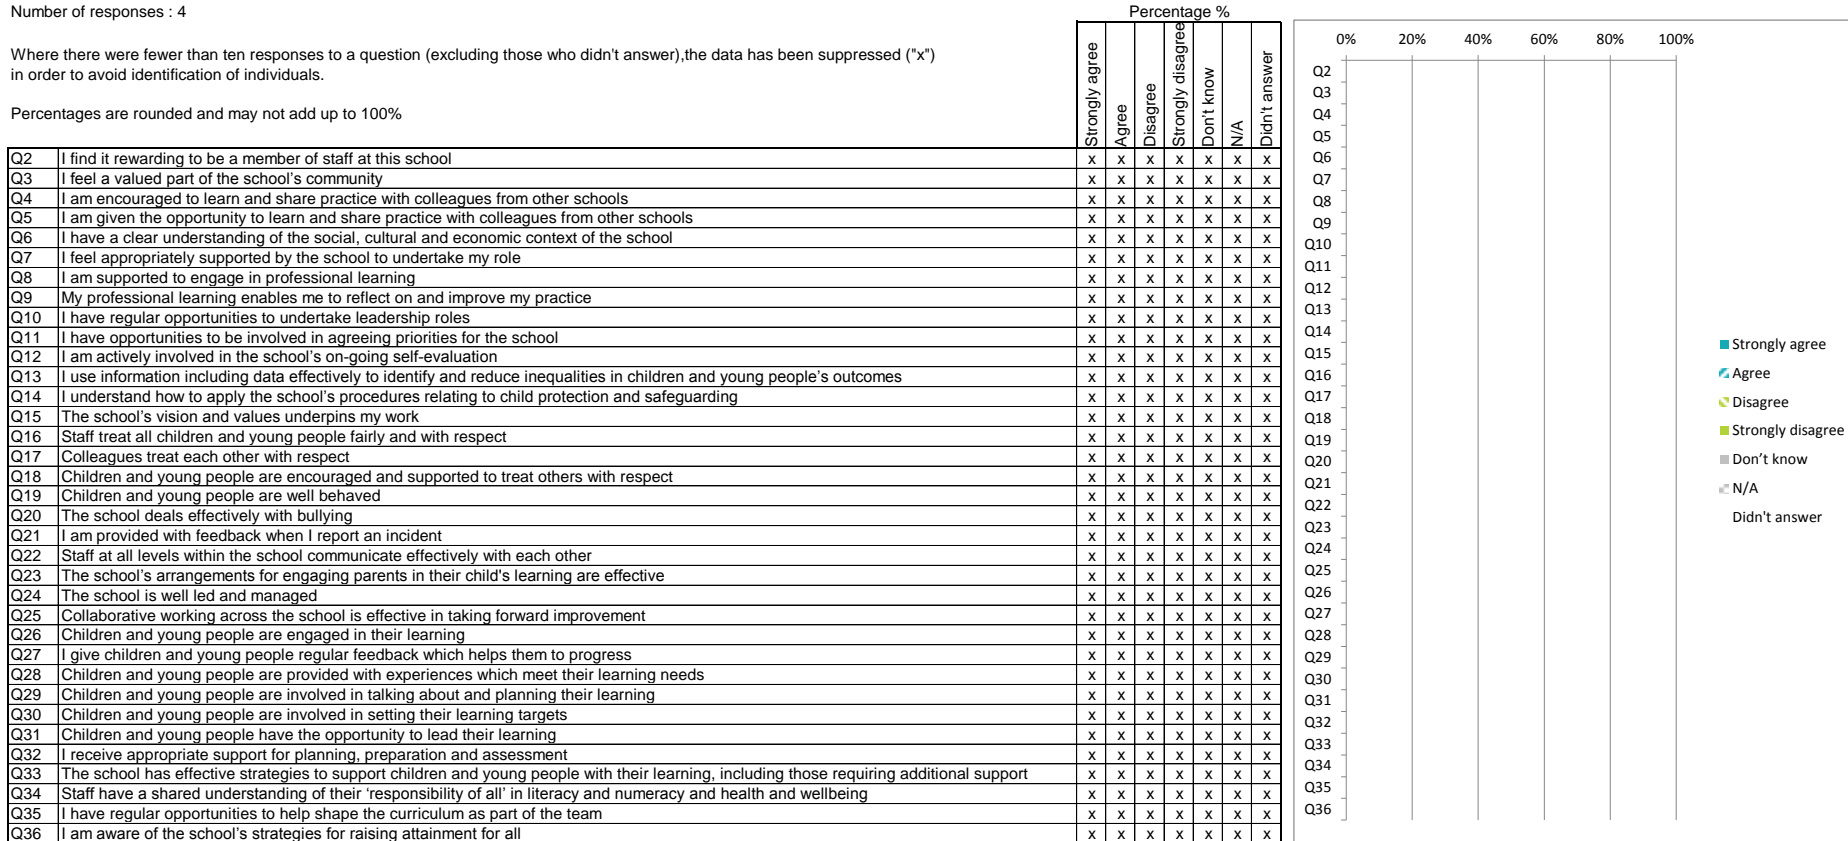 Number of responses : 4
Percentage %
Where there were fewer than ten responses to a question (excluding those who didn't answer),the data has been suppressed ("x")
in order to avoid identification of individuals.
Percentages are rounded and may not add up to 100%
Strongly agree
Agree
Disagree
Strongly disagree
Don't know
N/A
Didn't answer
Q2 I find it rewarding to be a member of staff at this school x x x x x x x
Q3 I feel a valued part of the school’s community x x x x x x x
Q4 I am encouraged to learn and share practice with colleagues from other schools x x x x x x x
Q5 I am given the opportunity to learn and share practice with colleagues from other schools x x x x x x x
Q6 I have a clear understanding of the social, cultural and economic context of the school x x x x x x x
Q7 I feel appropriately supported by the school to undertake my role x x x x x x x
Q8 I am supported to engage in professional learning x x x x x x x
Q9 My professional learning enables me to reflect on and improve my practice x x x x x x x
Q10 I have regular opportunities to undertake leadership roles x x x x x x x
Q11 I have opportunities to be involved in agreeing priorities for the school x x x x x x x
Q12 I am actively involved in the school’s on-going self-evaluation x x x x x x x
Q13 I use information including data effectively to identify and reduce inequalities in children and young people’s outcomes x x x x x x x
Q14 I understand how to apply the school’s procedures relating to child protection and safeguarding x x x x x x x
Q15 The school’s vision and values underpins my work x x x x x x x
Q16 Staff treat all children and young people fairly and with respect x x x x x x x
Q17 Colleagues treat each other with respect x x x x x x x
Q18 Children and young people are encouraged and supported to treat others with respect x x x x x x x
Q19 Children and young people are well behaved x x x x x x x
Q20 The school deals effectively with bullying x x x x x x x
Q21 I am provided with feedback when I report an incident x x x x x x x
Q22 Staff at all levels within the school communicate effectively with each other x x x x x x x
Q23 The school’s arrangements for engaging parents in their child's learning are effective x x x x x x x
Q24 The school is well led and managed x x x x x x x
Q25 Collaborative working across the school is effective in taking forward improvement x x x x x x x
Q26 Children and young people are engaged in their learning x x x x x x x
Q27 I give children and young people regular feedback which helps them to progress x x x x x x x
Q28 Children and young people are provided with experiences which meet their learning needs x x x x x x x
Q29 Children and young people are involved in talking about and planning their learning x x x x x x x
Q30 Children and young people are involved in setting their learning targets x x x x x x x
Q31 Children and young people have the opportunity to lead their learning x x x x x x x
Q32 I receive appropriate support for planning, preparation and assessment x x x x x x x
Q33 The school has effective strategies to support children and young people with their learning, including those requiring additional support x x x x x x x
Q34 Staff have a shared understanding of their ‘responsibility of all’ in literacy and numeracy and health and wellbeing x x x x x x x
Q35 I have regular opportunities to help shape the curriculum as part of the team x x x x x x x
Q36 I am aware of the school’s strategies for raising attainment for all x x x x x x x
0% 20% 40% 60% 80% 100%
Q2
Q3
Q4
Q5
Q6
Q7
Q8
Q9
Q10
Q11
Q12
Q13
Q14
Q15
Q16
Q17
Q18
Q19
Q20
Q21
Q22
Q23
Q24
Q25
Q26
Q27
Q28
Q29
Q30
Q31
Q32
Q33
Q34
Q35
Q36
Strongly agree
Agree
Disagree
Strongly disagree
Don’t know
N/A
Didn't answer